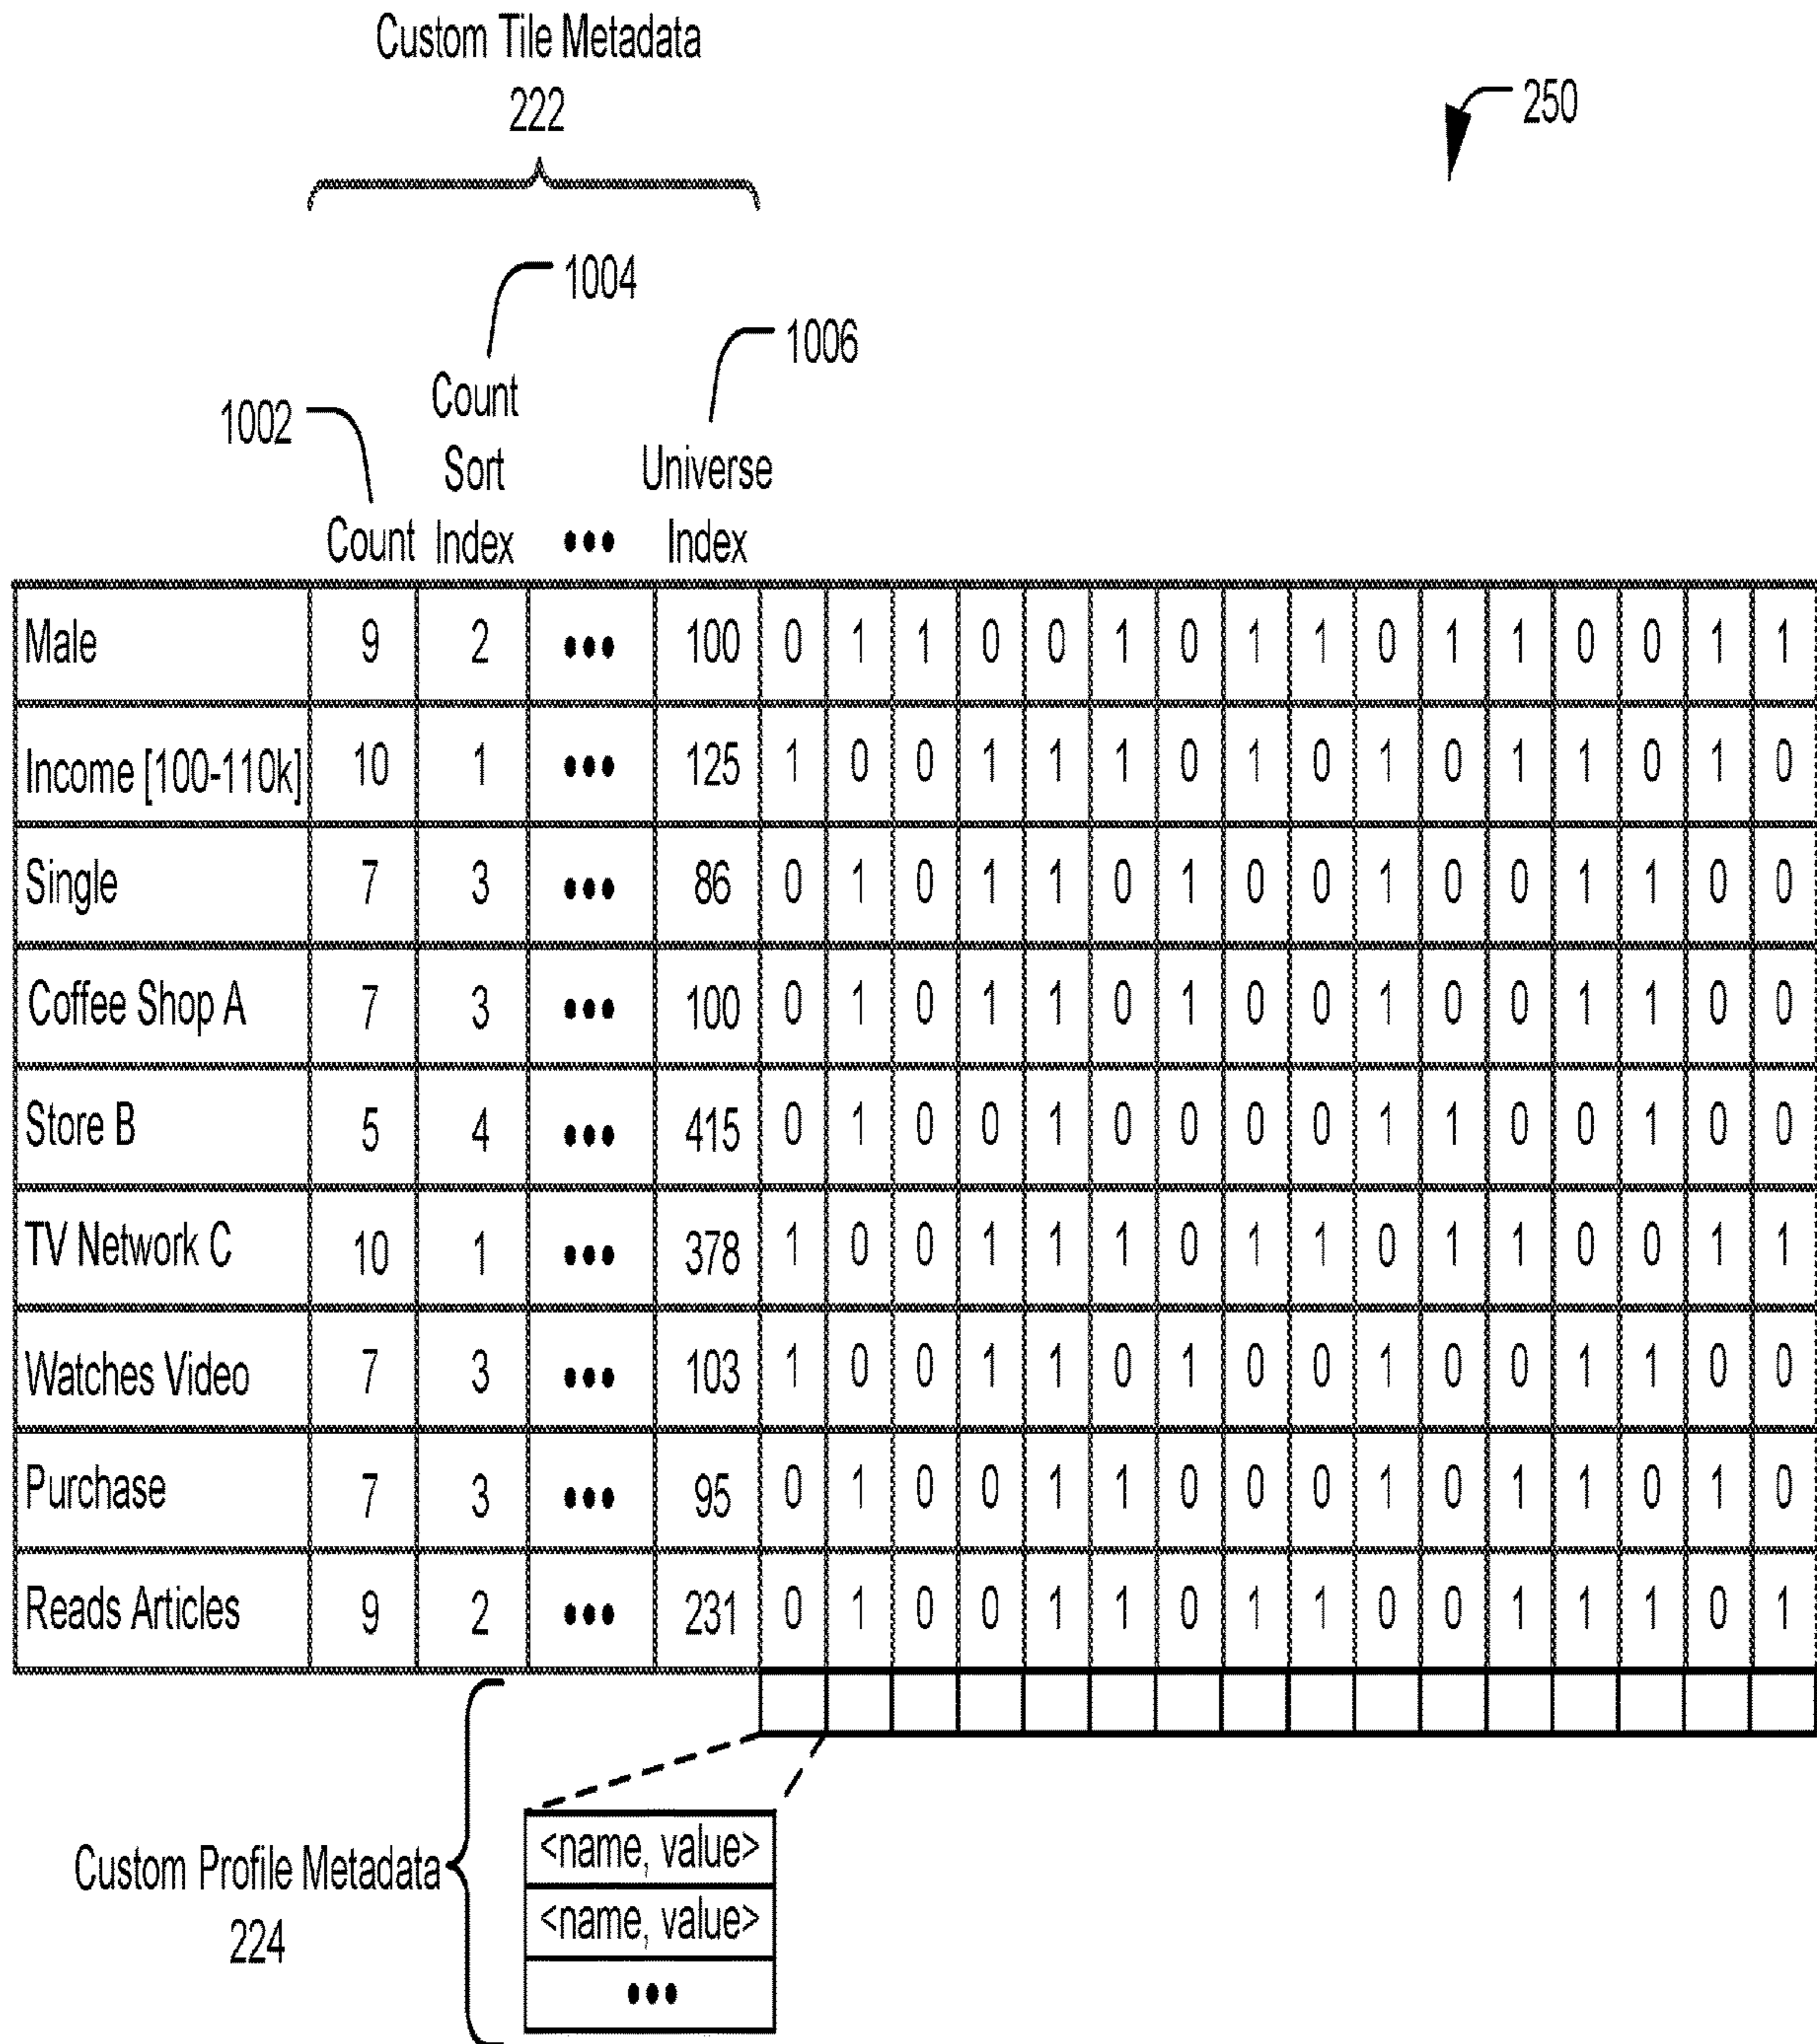 Custom Tile Metadata
222
250
1004
1006
1002
Count
Sort
Universe
Count Index ••• Index
Male 9 2 ••• 100 0 1 1 0 0 1 0 1 1 0 1 1 0 0 1 1
Income [100-110k] 10 1 ••• 125 1 0 0 1 1 1 0 1 0 1 0 1 1 0 1 0
Single 7 3 ••• 86 0 1 0 1 1 0 1 0 0 1 0 0 1 1 0 0
Coffee Shop A 7 3 ••• 100 0 1 0 1 1 0 1 0 0 1 0 0 1 1 0 0
Store B 5 4 ••• 415 0 1 0 0 1 0 0 0 0 1 1 0 0 1 0 0
TV Network C 10 1 ••• 378 1 0 0 1 1 1 0 1 1 0 1 1 0 0 1 1
Watches Video 7 3 ••• 103 1 0 0 1 1 0 1 0 0 1 0 0 1 1 0 0
Purchase 7 3 ••• 95 0 1 0 0 1 1 0 0 0 1 0 1 1 0 1 0
Reads Articles 9 2 ••• 231 0 1 0 0 1 1 0 1 1 0 0 1 1 1 0 1
<name, value>
Custom Profile Metadata
<name, value>
224
•••